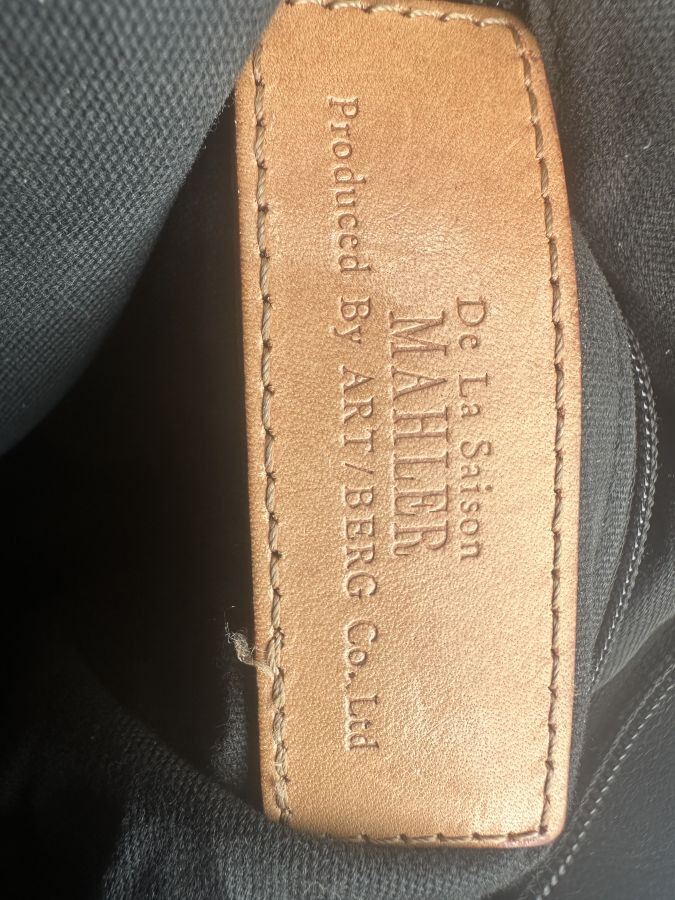 De La Saison
MAHLER
Produced By ART/BERG Co., Ltd